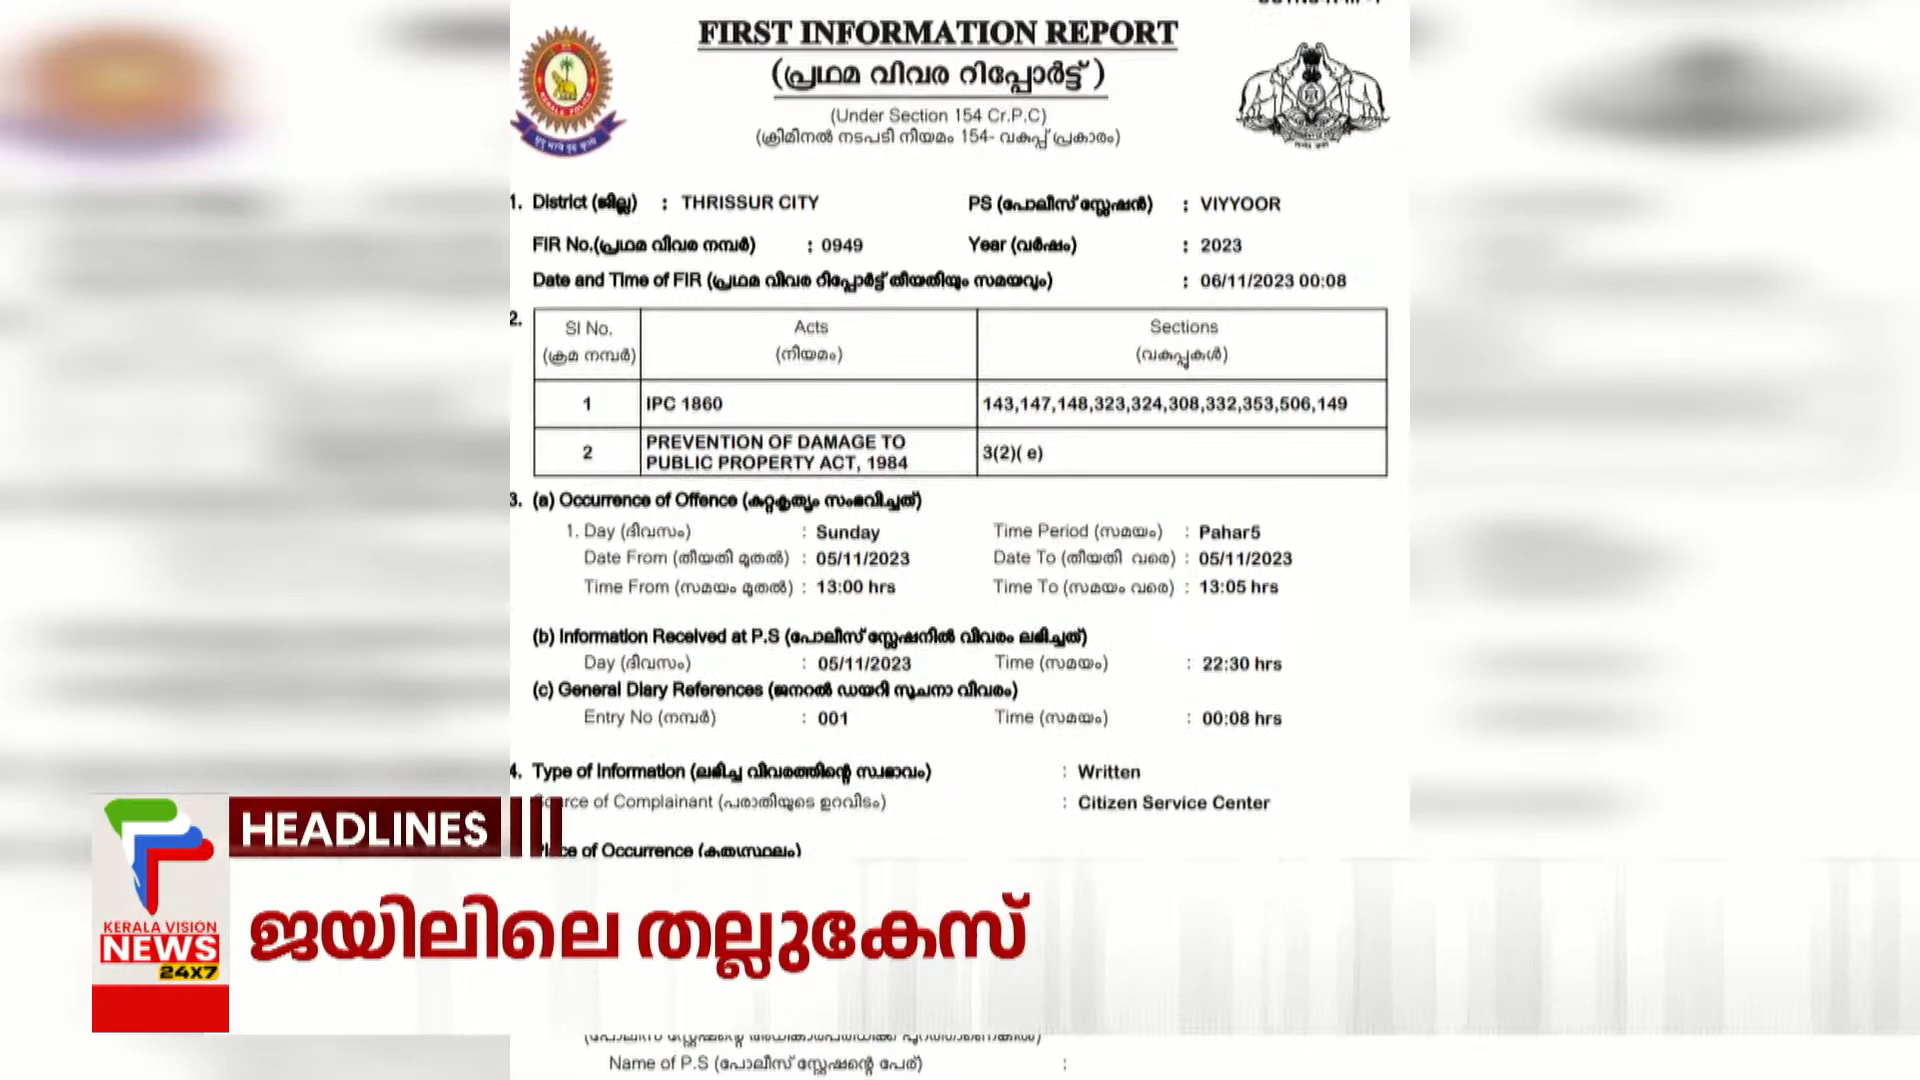 FIRST INFORMATION REPORT
(പ്രഥമ വിവര റിപ്പോർട്ട് )
(Under Section 154 Cr.P.C)
(ക്രിമിനൽ നടപടി നിയമം 154- വകുപ്പ് പ്രകാരം)
1. District (ജില്ല) : THRISSUR CITY PS (പോലീസ് സ്റ്റേഷൻ) : VIYYOOR
FIR No.(പ്രഥമ വിവര നമ്പർ) : 0949 Year (വർഷം) : 2023
Date and Time of FIR (പ്രഥമ വിവര റിപ്പോർട്ട് തീയതിയും സമയവും) : 06/11/2023 00:08
2. Sl No. Acts Sections
(ക്രമ നമ്പർ) (നിയമം) (വകുപ്പുകൾ)
1 IPC 1860 143,147,148,323,324,308,332,353,506,149
2 PREVENTION OF DAMAGE TO PUBLIC PROPERTY ACT, 1984 3(2)( e)
3. (a) Occurrence of Offence (കുറ്റകൃത്യം സംഭവിച്ചത്)
1. Day (ദിവസം) : Sunday Time Period (സമയം) : Pahar5
Date From (തീയതി മുതൽ) : 05/11/2023 Date To (തീയതി വരെ) : 05/11/2023
Time From (സമയം മുതൽ) : 13:00 hrs Time To (സമയം വരെ) : 13:05 hrs
(b) Information Received at P.S (പോലീസ് സ്റ്റേഷനിൽ വിവരം ലഭിച്ചത്)
Day (ദിവസം) : 05/11/2023 Time (സമയം) : 22:30 hrs
(c) General Diary References (ജനറൽ ഡയറി സൂചനാ വിവരം)
Entry No (നമ്പർ) : 001 Time (സമയം) : 00:08 hrs
4. Type of Information (ലഭിച്ച വിവരത്തിന്റെ സ്വഭാവം) : Written
of Complainant (പരാതിയുടെ ഉറവിടം) : Citizen Service Center
of Occurrence (കൃത്യസ്ഥലം)
HEADLINES
ജയിലിലെ തല്ലുകേസ്
KERALA VISION
NEWS
24X7
Name of P.S (പോലീസ് സ്റ്റേഷന്റെ പേര്) :